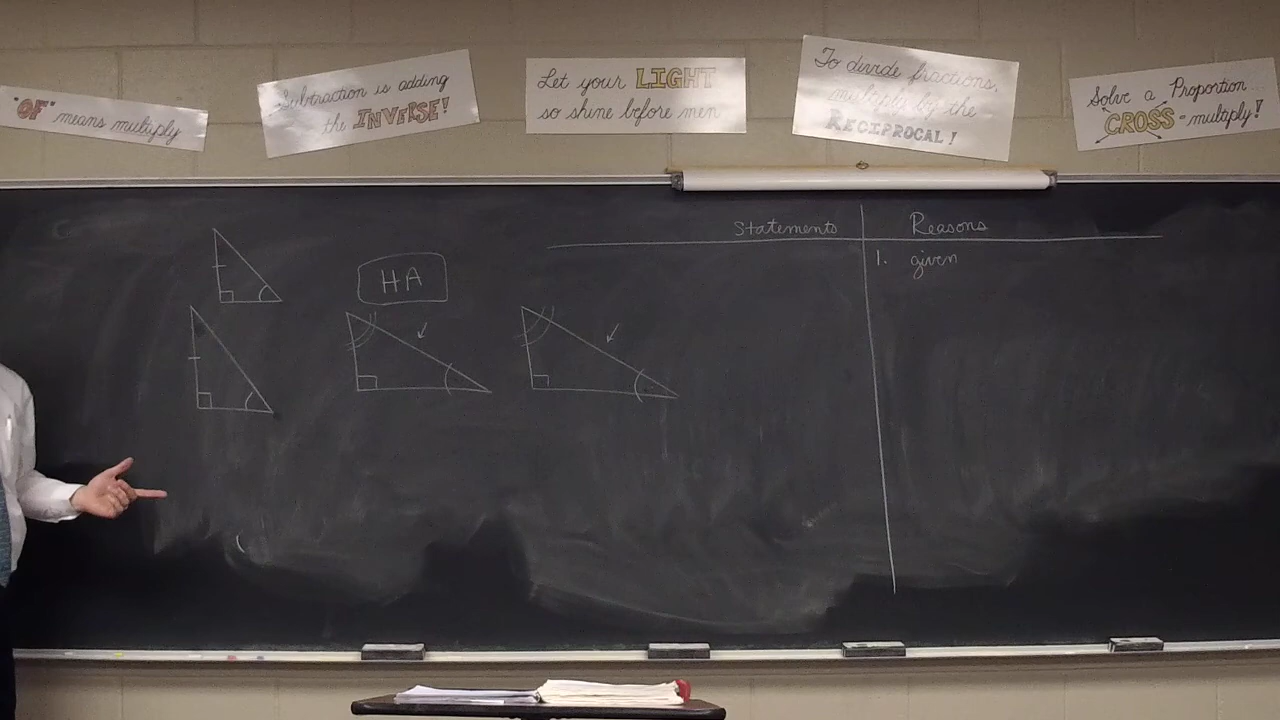 "OF" means multiply
Subtraction is adding
the INVERSE!
Let your LIGHT
so shine before men
To divide fractions,
multiply by the
RECIPROCAL!
Solve a Proportion...
CROSS-multiply!
HA
Statements Reasons
1. given